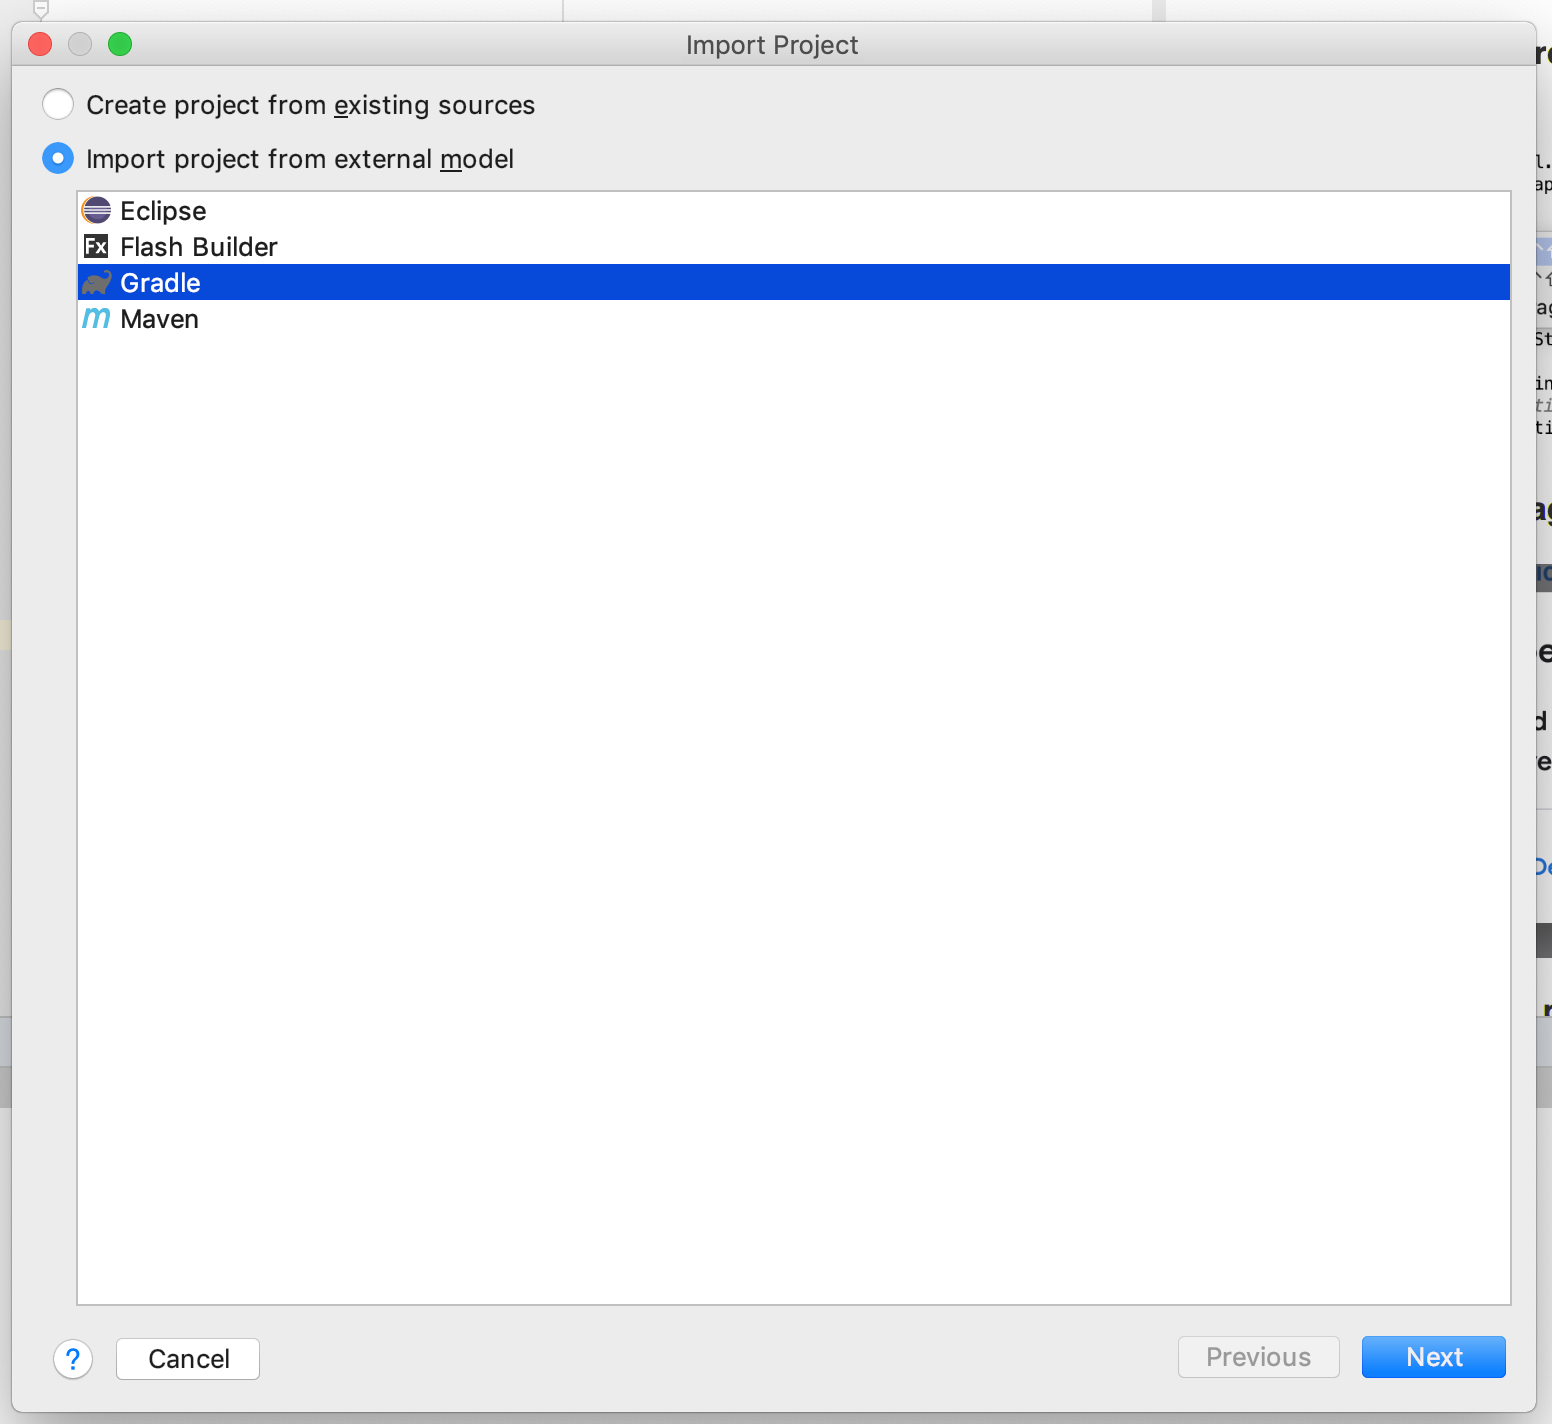 Import Project
Create project from existing sources
Import project from external model
Eclipse
Fx Flash Builder
Gradle
m Maven
? Cancel
Previous
Next